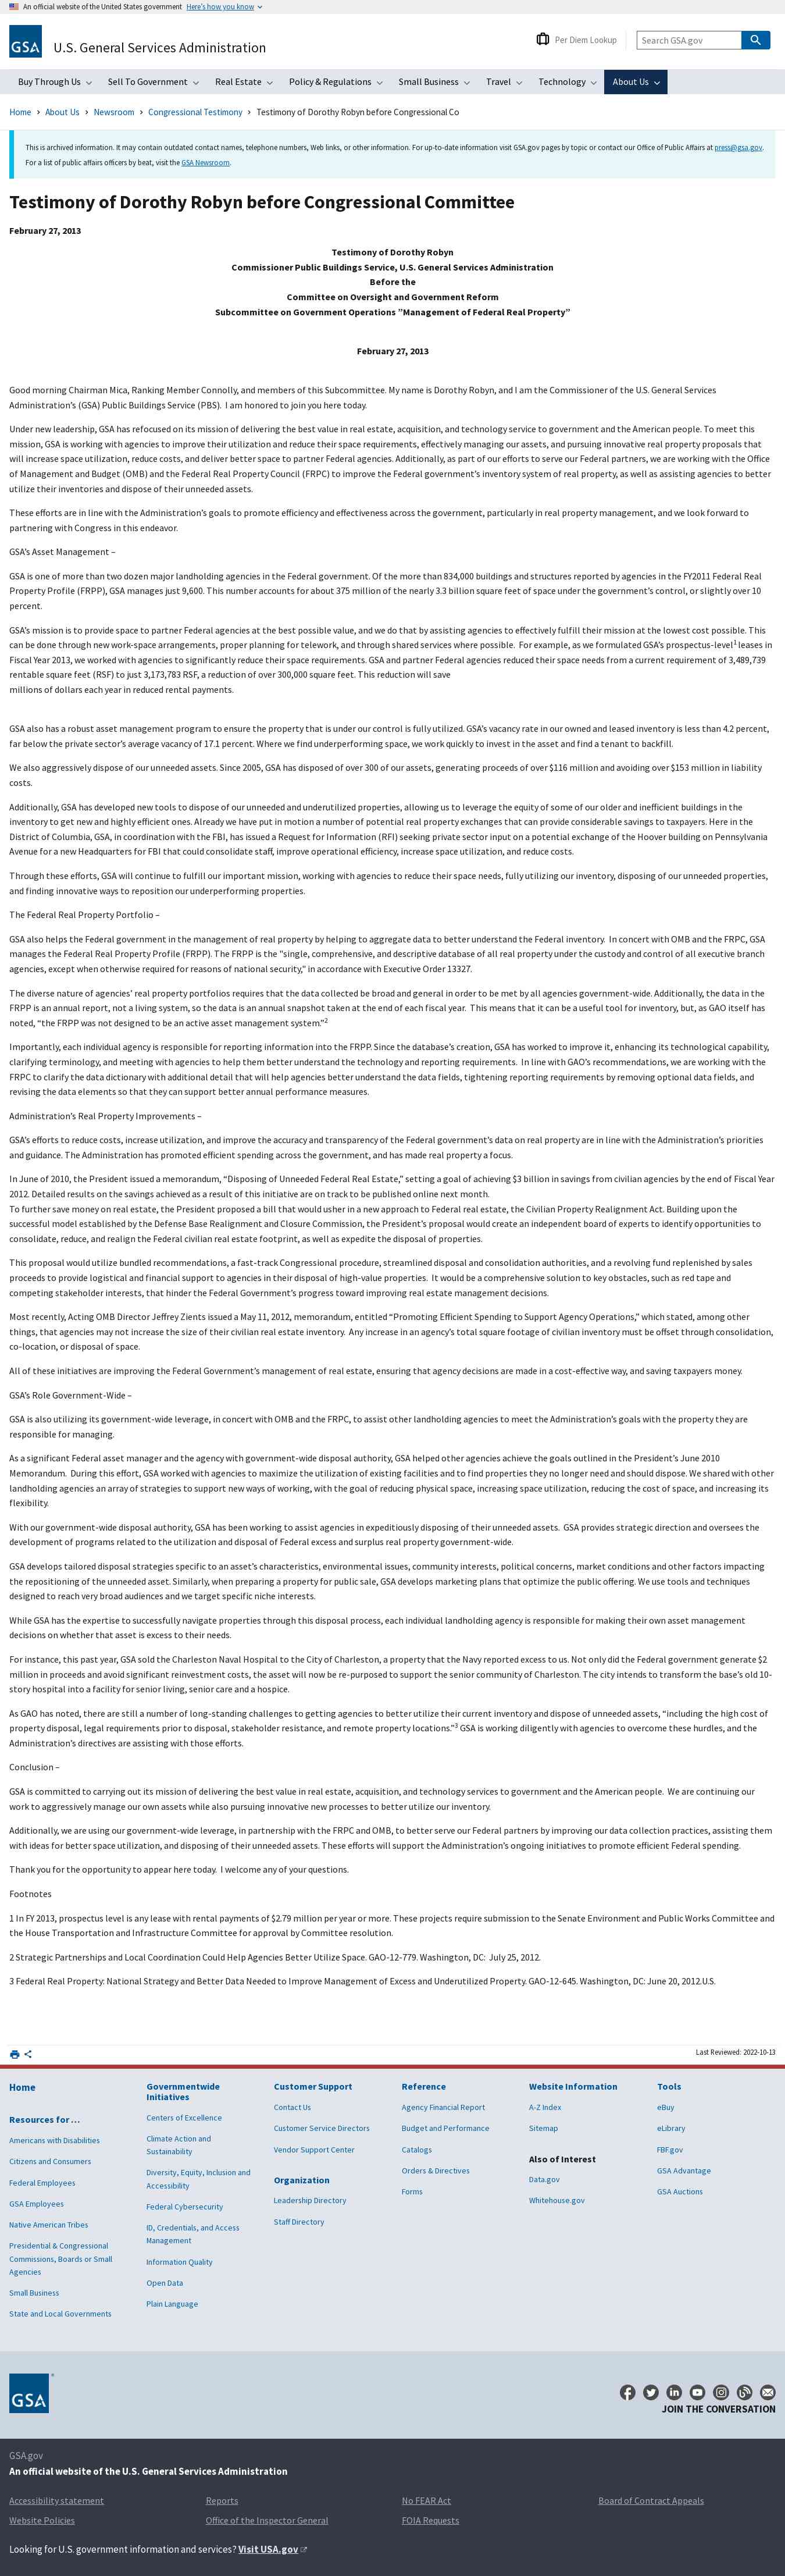 An official website of the United States government Here's how you know
GSA
U.S. General Services Administration
Per Diem Lookup
Search GSA.gov
Buy Through Us
Sell To Government
Real Estate
Policy & Regulations
Small Business
Travel
Technology
About Us
Home › About Us › Newsroom › Congressional Testimony › Testimony of Dorothy Robyn before Congressional Co
This is archived information. It may contain outdated contact names, telephone numbers, Web links, or other information. For up-to-date information visit GSA.gov pages by topic or contact our Office of Public Affairs at press@gsa.gov.
For a list of public affairs officers by beat, visit the GSA Newsroom.
Testimony of Dorothy Robyn before Congressional Committee
February 27, 2013
Testimony of Dorothy Robyn
Commissioner Public Buildings Service, U.S. General Services Administration
Before the
Committee on Oversight and Government Reform
Subcommittee on Government Operations ”Management of Federal Real Property”
February 27, 2013
Good morning Chairman Mica, Ranking Member Connolly, and members of this Subcommittee. My name is Dorothy Robyn, and I am the Commissioner of the U.S. General Services
Administration’s (GSA) Public Buildings Service (PBS).  I am honored to join you here today.
Under new leadership, GSA has refocused on its mission of delivering the best value in real estate, acquisition, and technology service to government and the American people. To meet this
mission, GSA is working with agencies to improve their utilization and reduce their space requirements, effectively managing our assets, and pursuing innovative real property proposals that
will increase space utilization, reduce costs, and deliver better space to partner Federal agencies. Additionally, as part of our efforts to serve our Federal partners, we are working with the Office
of Management and Budget (OMB) and the Federal Real Property Council (FRPC) to improve the Federal government’s inventory system of real property, as well as assisting agencies to better
utilize their inventories and dispose of their unneeded assets.
These efforts are in line with the Administration’s goals to promote efficiency and effectiveness across the government, particularly in real property management, and we look forward to
partnering with Congress in this endeavor.
GSA’s Asset Management –
GSA is one of more than two dozen major landholding agencies in the Federal government. Of the more than 834,000 buildings and structures reported by agencies in the FY2011 Federal Real
Property Profile (FRPP), GSA manages just 9,600. This number accounts for about 375 million of the nearly 3.3 billion square feet of space under the government’s control, or slightly over 10
percent.
GSA’s mission is to provide space to partner Federal agencies at the best possible value, and we do that by assisting agencies to effectively fulfill their mission at the lowest cost possible. This
can be done through new work-space arrangements, proper planning for telework, and through shared services where possible.  For example, as we formulated GSA’s prospectus-level1 leases in
Fiscal Year 2013, we worked with agencies to significantly reduce their space requirements. GSA and partner Federal agencies reduced their space needs from a current requirement of 3,489,739
rentable square feet (RSF) to just 3,173,783 RSF, a reduction of over 300,000 square feet. This reduction will save
millions of dollars each year in reduced rental payments.
GSA also has a robust asset management program to ensure the property that is under our control is fully utilized. GSA’s vacancy rate in our owned and leased inventory is less than 4.2 percent,
far below the private sector’s average vacancy of 17.1 percent. Where we find underperforming space, we work quickly to invest in the asset and find a tenant to backfill.
We also aggressively dispose of our unneeded assets. Since 2005, GSA has disposed of over 300 of our assets, generating proceeds of over $116 million and avoiding over $153 million in liability
costs.
Additionally, GSA has developed new tools to dispose of our unneeded and underutilized properties, allowing us to leverage the equity of some of our older and inefficient buildings in the
inventory to get new and highly efficient ones. Already we have put in motion a number of potential real property exchanges that can provide considerable savings to taxpayers. Here in the
District of Columbia, GSA, in coordination with the FBI, has issued a Request for Information (RFI) seeking private sector input on a potential exchange of the Hoover building on Pennsylvania
Avenue for a new Headquarters for FBI that could consolidate staff, improve operational efficiency, increase space utilization, and reduce costs.
Through these efforts, GSA will continue to fulfill our important mission, working with agencies to reduce their space needs, fully utilizing our inventory, disposing of our unneeded properties,
and finding innovative ways to reposition our underperforming properties.
The Federal Real Property Portfolio –
GSA also helps the Federal government in the management of real property by helping to aggregate data to better understand the Federal inventory.  In concert with OMB and the FRPC, GSA
manages the Federal Real Property Profile (FRPP). The FRPP is the "single, comprehensive, and descriptive database of all real property under the custody and control of all executive branch
agencies, except when otherwise required for reasons of national security," in accordance with Executive Order 13327.
The diverse nature of agencies’ real property portfolios requires that the data collected be broad and general in order to be met by all agencies government-wide. Additionally, the data in the
FRPP is an annual report, not a living system, so the data is an annual snapshot taken at the end of each fiscal year.  This means that it can be a useful tool for inventory, but, as GAO itself has
noted, “the FRPP was not designed to be an active asset management system.”2
Importantly, each individual agency is responsible for reporting information into the FRPP. Since the database’s creation, GSA has worked to improve it, enhancing its technological capability,
clarifying terminology, and meeting with agencies to help them better understand the technology and reporting requirements.  In line with GAO’s recommendations, we are working with the
FRPC to clarify the data dictionary with additional detail that will help agencies better understand the data fields, tightening reporting requirements by removing optional data fields, and
revising the data elements so that they can support better annual performance measures.
Administration’s Real Property Improvements –
GSA’s efforts to reduce costs, increase utilization, and improve the accuracy and transparency of the Federal government’s data on real property are in line with the Administration’s priorities
and guidance. The Administration has promoted efficient spending across the government, and has made real property a focus.
In June of 2010, the President issued a memorandum, “Disposing of Unneeded Federal Real Estate,” setting a goal of achieving $3 billion in savings from civilian agencies by the end of Fiscal Year
2012. Detailed results on the savings achieved as a result of this initiative are on track to be published online next month.
To further save money on real estate, the President proposed a bill that would usher in a new approach to Federal real estate, the Civilian Property Realignment Act. Building upon the
successful model established by the Defense Base Realignment and Closure Commission, the President’s proposal would create an independent board of experts to identify opportunities to
consolidate, reduce, and realign the Federal civilian real estate footprint, as well as expedite the disposal of properties.
This proposal would utilize bundled recommendations, a fast-track Congressional procedure, streamlined disposal and consolidation authorities, and a revolving fund replenished by sales
proceeds to provide logistical and financial support to agencies in their disposal of high-value properties.  It would be a comprehensive solution to key obstacles, such as red tape and
competing stakeholder interests, that hinder the Federal Government’s progress toward improving real estate management decisions.
Most recently, Acting OMB Director Jeffrey Zients issued a May 11, 2012, memorandum, entitled “Promoting Efficient Spending to Support Agency Operations,” which stated, among other
things, that agencies may not increase the size of their civilian real estate inventory.  Any increase in an agency’s total square footage of civilian inventory must be offset through consolidation,
co-location, or disposal of space.
All of these initiatives are improving the Federal Government’s management of real estate, ensuring that agency decisions are made in a cost-effective way, and saving taxpayers money.
GSA’s Role Government-Wide –
GSA is also utilizing its government-wide leverage, in concert with OMB and the FRPC, to assist other landholding agencies to meet the Administration’s goals with the property they are
responsible for managing.
As a significant Federal asset manager and the agency with government-wide disposal authority, GSA helped other agencies achieve the goals outlined in the President’s June 2010
Memorandum.  During this effort, GSA worked with agencies to maximize the utilization of existing facilities and to find properties they no longer need and should dispose. We shared with other
landholding agencies an array of strategies to support new ways of working, with the goal of reducing physical space, increasing space utilization, reducing the cost of space, and increasing its
flexibility.
With our government-wide disposal authority, GSA has been working to assist agencies in expeditiously disposing of their unneeded assets.  GSA provides strategic direction and oversees the
development of programs related to the utilization and disposal of Federal excess and surplus real property government-wide.
GSA develops tailored disposal strategies specific to an asset’s characteristics, environmental issues, community interests, political concerns, market conditions and other factors impacting
the repositioning of the unneeded asset. Similarly, when preparing a property for public sale, GSA develops marketing plans that optimize the public offering. We use tools and techniques
designed to reach very broad audiences and we target specific niche interests.
While GSA has the expertise to successfully navigate properties through this disposal process, each individual landholding agency is responsible for making their own asset management
decisions on whether that asset is excess to their needs.
For instance, this past year, GSA sold the Charleston Naval Hospital to the City of Charleston, a property that the Navy reported excess to us. Not only did the Federal government generate $2
million in proceeds and avoid significant reinvestment costs, the asset will now be re-purposed to support the senior community of Charleston. The city intends to transform the base’s old 10-
story hospital into a facility for senior living, senior care and a hospice.
As GAO has noted, there are still a number of long-standing challenges to getting agencies to better utilize their current inventory and dispose of unneeded assets, “including the high cost of
property disposal, legal requirements prior to disposal, stakeholder resistance, and remote property locations.”3 GSA is working diligently with agencies to overcome these hurdles, and the
Administration’s directives are assisting with those efforts.
Conclusion –
GSA is committed to carrying out its mission of delivering the best value in real estate, acquisition, and technology services to government and the American people.  We are continuing our
work to aggressively manage our own assets while also pursuing innovative new processes to better utilize our inventory.
Additionally, we are using our government-wide leverage, in partnership with the FRPC and OMB, to better serve our Federal partners by improving our data collection practices, assisting them
with ideas for better space utilization, and disposing of their unneeded assets. These efforts will support the Administration’s ongoing initiatives to promote efficient Federal spending.
Thank you for the opportunity to appear here today.  I welcome any of your questions.
Footnotes
1 In FY 2013, prospectus level is any lease with rental payments of $2.79 million per year or more. These projects require submission to the Senate Environment and Public Works Committee and
the House Transportation and Infrastructure Committee for approval by Committee resolution.
2 Strategic Partnerships and Local Coordination Could Help Agencies Better Utilize Space. GAO-12-779. Washington, DC:  July 25, 2012.
3 Federal Real Property: National Strategy and Better Data Needed to Improve Management of Excess and Underutilized Property. GAO-12-645. Washington, DC: June 20, 2012.U.S.
Last Reviewed: 2022-10-13
Home
Resources for …
Americans with Disabilities
Citizens and Consumers
Federal Employees
GSA Employees
Native American Tribes
Presidential & Congressional
Commissions, Boards or Small
Agencies
Small Business
State and Local Governments
Governmentwide
Initiatives
Centers of Excellence
Climate Action and
Sustainability
Diversity, Equity, Inclusion and
Accessibility
Federal Cybersecurity
ID, Credentials, and Access
Management
Information Quality
Open Data
Plain Language
Customer Support
Contact Us
Customer Service Directors
Vendor Support Center
Organization
Leadership Directory
Staff Directory
Reference
Agency Financial Report
Budget and Performance
Catalogs
Orders & Directives
Forms
Website Information
A-Z Index
Sitemap
Also of Interest
Data.gov
Whitehouse.gov
Tools
eBuy
eLibrary
FBF.gov
GSA Advantage
GSA Auctions
GSA
JOIN THE CONVERSATION
GSA.gov
An official website of the U.S. General Services Administration
Accessibility statement
Reports
No FEAR Act
Board of Contract Appeals
Website Policies
Office of the Inspector General
FOIA Requests
Looking for U.S. government information and services? Visit USA.gov